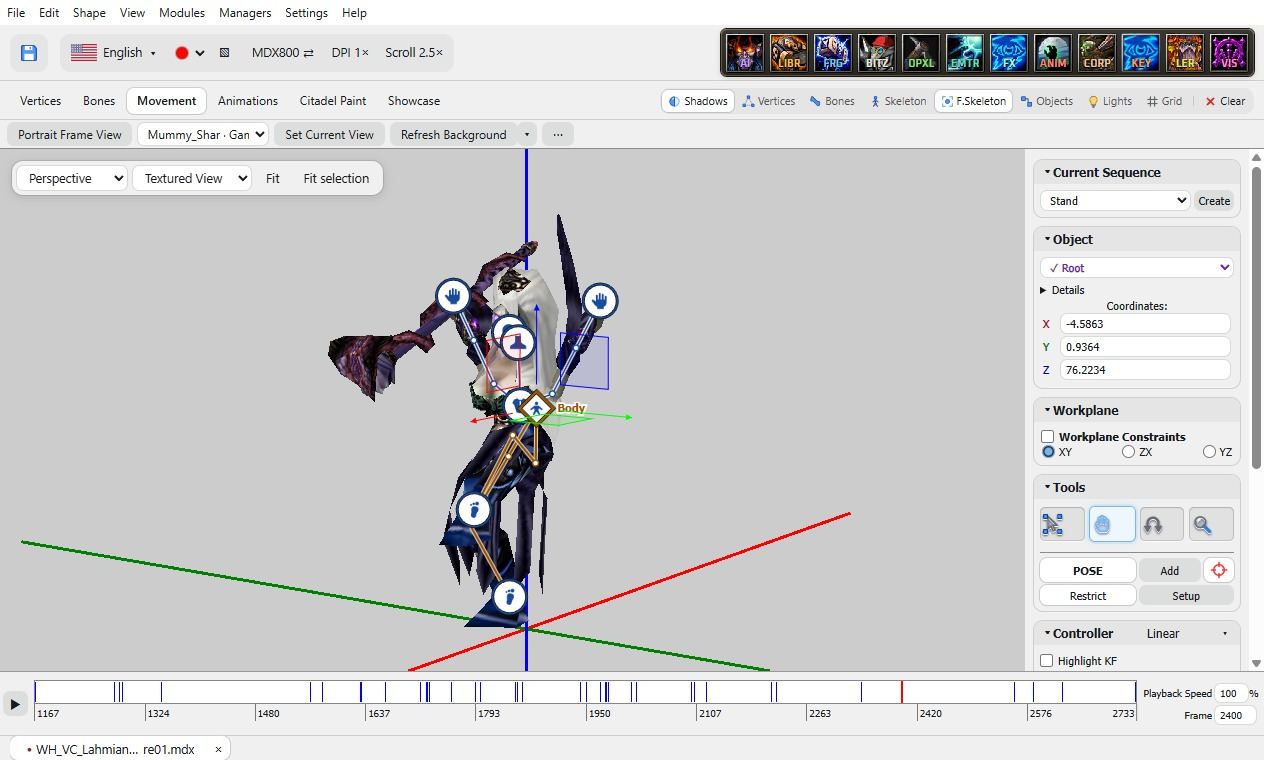 File Edit Shape View Modules Managers Settings Help
English MDX800 ⇄ DPI 1× Scroll 2.5×
AI LIBR FRG BITZ OPXL EMTR FX ANIM CORP KEY LER VIS
Vertices Bones Movement Animations Citadel Paint Showcase
Shadows Vertices Bones Skeleton F.Skeleton Objects Lights Grid Clear
Portrait Frame View Mummy_Shar · Gan Set Current View Refresh Background ...
Perspective Textured View Fit Fit selection
Body
Current Sequence
Stand Create
Object
✓ Root
Details
Coordinates:
X -4.5863
Y 0.9364
Z 76.2234
Workplane
Workplane Constraints
XY ZX YZ
Tools
POSE Add
Restrict Setup
Controller Linear
Highlight KF
1167 1324 1480 1637 1793 1950 2107 2263 2420 2576 2733
Playback Speed 100 %
Frame 2400
• WH_VC_Lahmian... re01.mdx ×